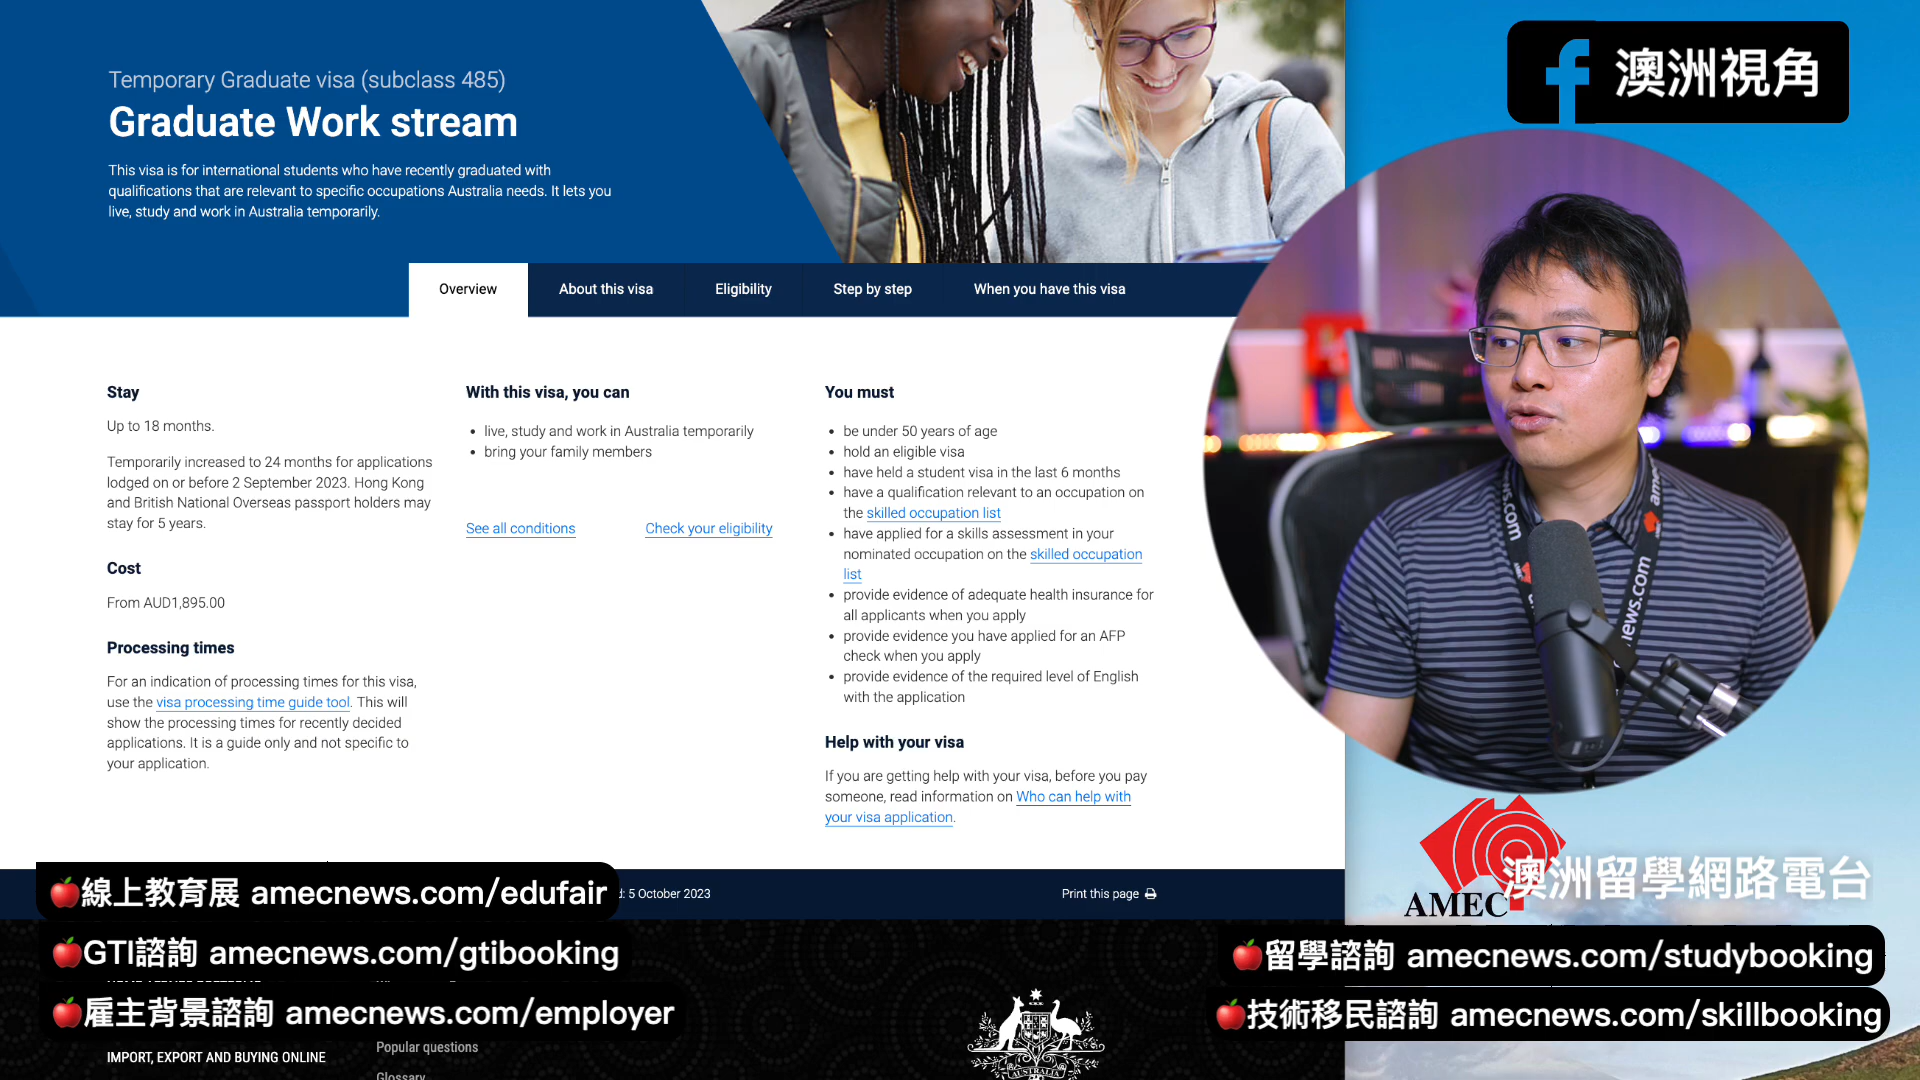 Temporary Graduate visa (subclass 485)
Graduate Work stream
This visa is for international students who have recently graduated with
qualifications that are relevant to specific occupations Australia needs. It lets you
live, study and work in Australia temporarily.
Overview
About this visa
Eligibility
Step by step
When you have this visa
Stay
Up to 18 months.
Temporarily increased to 24 months for applications
lodged on or before 2 September 2023. Hong Kong
and British National Overseas passport holders may
stay for 5 years.
Cost
From AUD1,895.00
Processing times
For an indication of processing times for this visa,
use the visa processing time guide tool. This will
show the processing times for recently decided
applications. It is a guide only and not specific to
your application.
With this visa, you can
• live, study and work in Australia temporarily
• bring your family members
See all conditions
Check your eligibility
You must
• be under 50 years of age
• hold an eligible visa
• have held a student visa in the last 6 months
• have a qualification relevant to an occupation on
the skilled occupation list
• have applied for a skills assessment in your
nominated occupation on the skilled occupation
list
• provide evidence of adequate health insurance for
all applicants when you apply
• provide evidence you have applied for an AFP
check when you apply
• provide evidence of the required level of English
with the application
Help with your visa
If you are getting help with your visa, before you pay
someone, read information on Who can help with
your visa application.
f 澳洲視角
news.com
news.com
AMEC
澳洲留學網路電台
🍎線上教育展 amecnews.com/edufair
: 5 October 2023
Print this page
🍎GTI諮詢 amecnews.com/gtibooking
🍎雇主背景諮詢 amecnews.com/employer
🍎留學諮詢 amecnews.com/studybooking
🍎技術移民諮詢 amecnews.com/skillbooking
IMPORT, EXPORT AND BUYING ONLINE
Popular questions
Glossary
AUSTRALIA